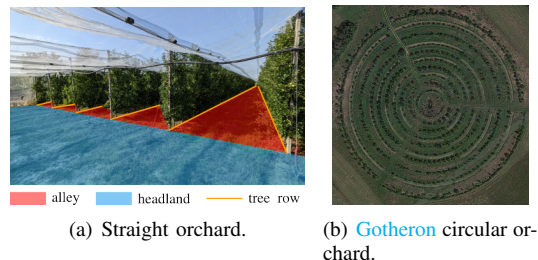 alley headland tree row
(a) Straight orchard.
(b) Gotheron circular or-
chard.